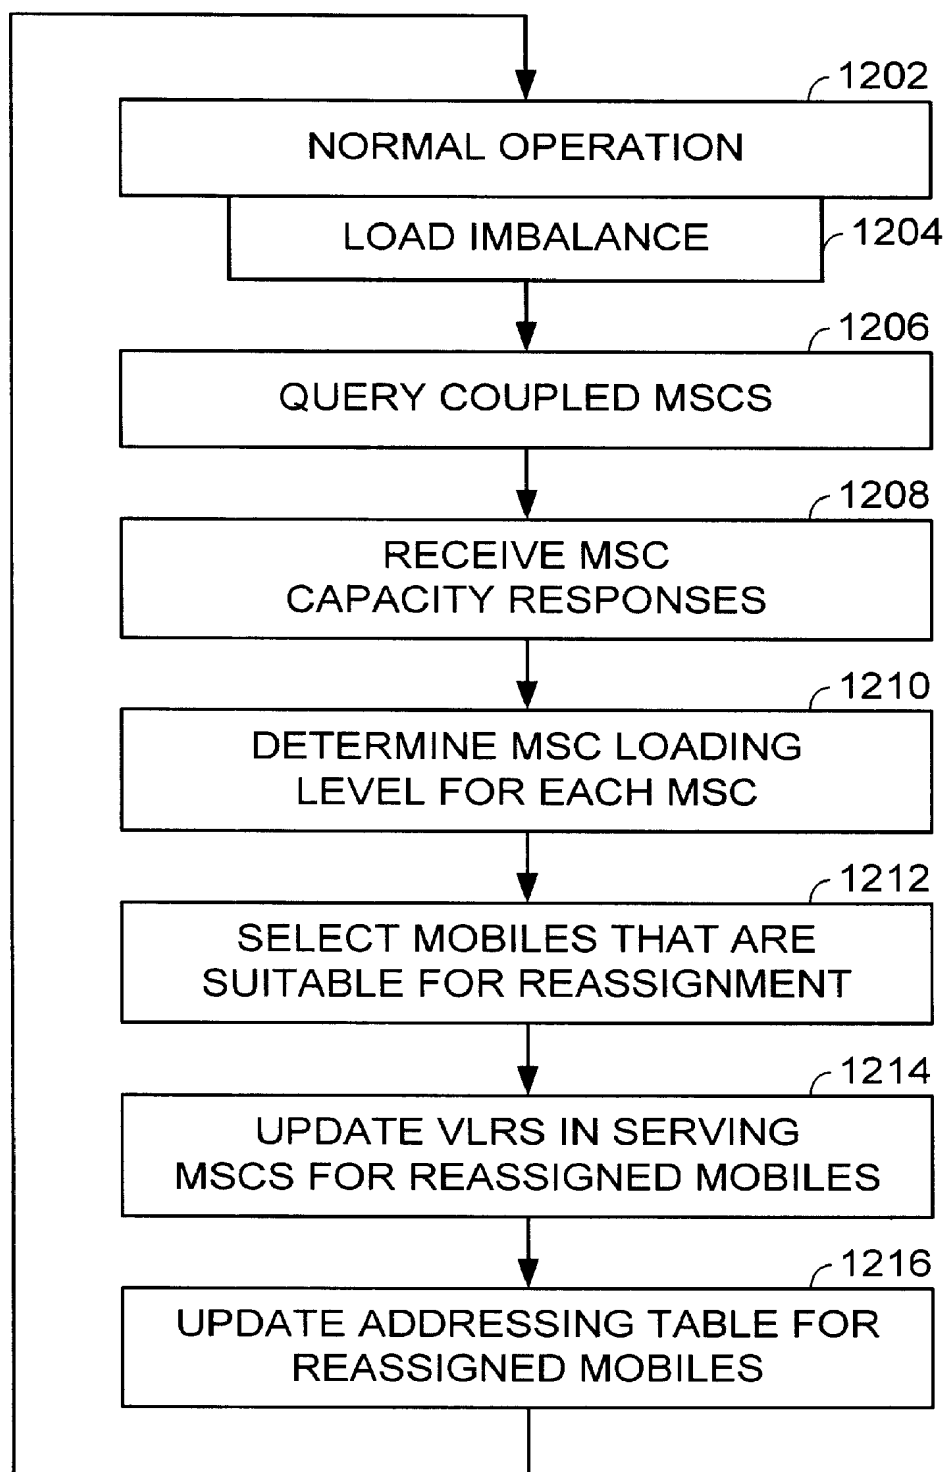 1202
NORMAL OPERATION
LOAD IMBALANCE
1204
1206
QUERY COUPLED MSCS
1208
RECEIVE MSC
CAPACITY RESPONSES
1210
DETERMINE MSC LOADING
LEVEL FOR EACH MSC
1212
SELECT MOBILES THAT ARE
SUITABLE FOR REASSIGNMENT
1214
UPDATE VLRS IN SERVING
MSCS FOR REASSIGNED MOBILES
1216
UPDATE ADDRESSING TABLE FOR
REASSIGNED MOBILES